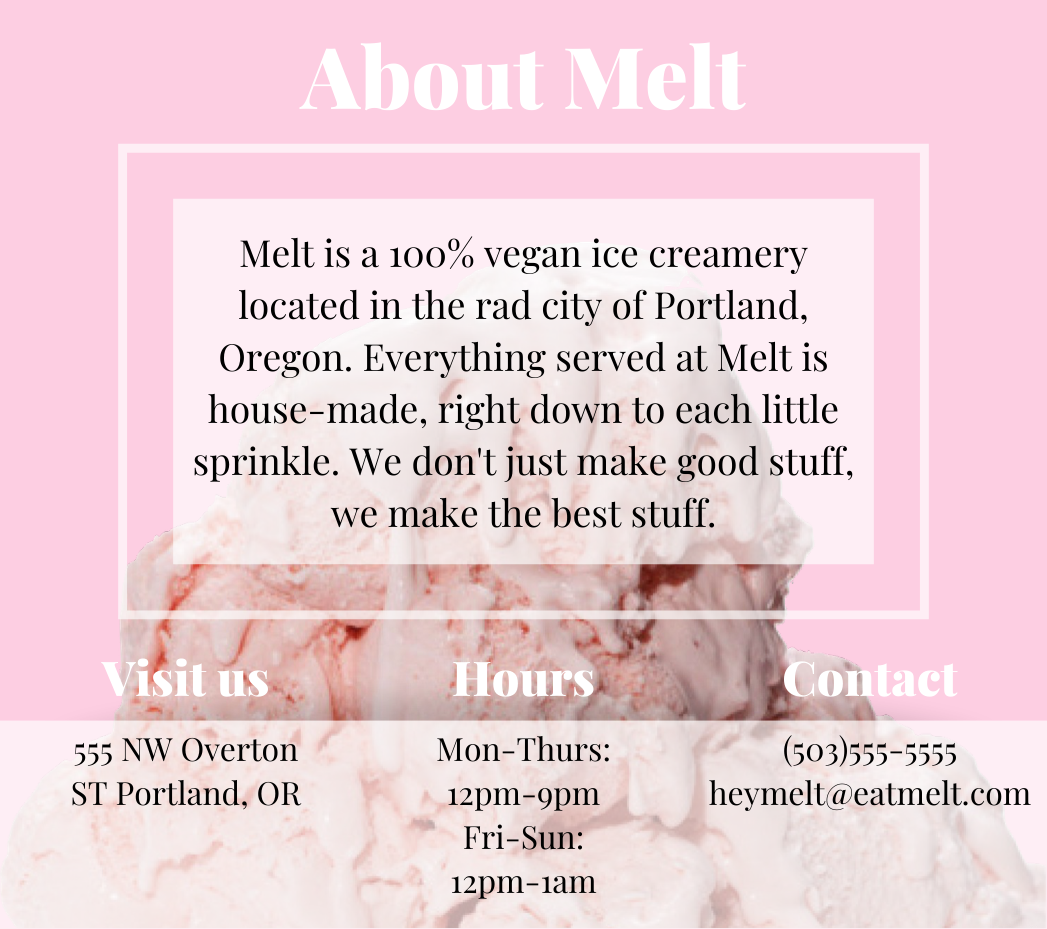 About Melt
Melt is a 100% vegan ice creamery
located in the rad city of Portland,
Oregon. Everything served at Melt is
house-made, right down to each little
sprinkle. We don't just make good stuff,
we make the best stuff.
Visit us
555 NW Overton
ST Portland, OR
Hours
Mon-Thurs:
12pm-9pm
Fri-Sun:
12pm-1am
Contact
(503)555-5555
heymelt@eatmelt.com